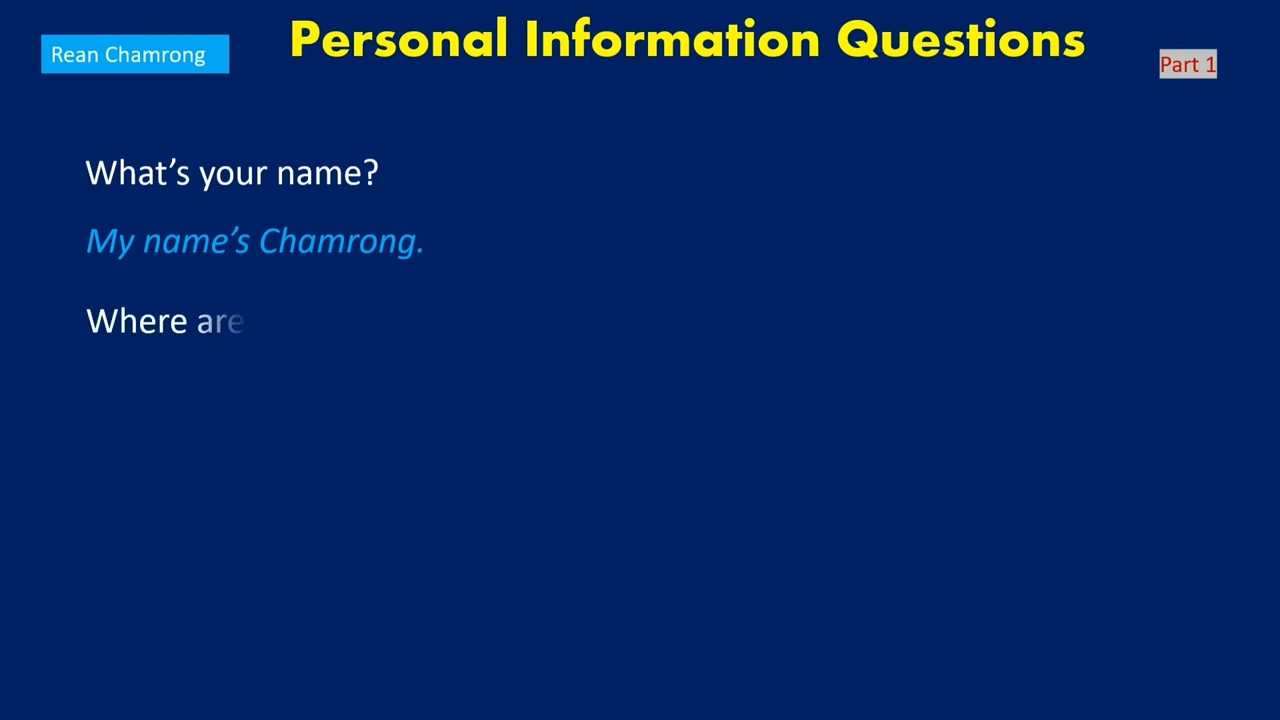 Rean Chamrong
Personal Information Questions
Part 1
What’s your name?
My name’s Chamrong.
Where are